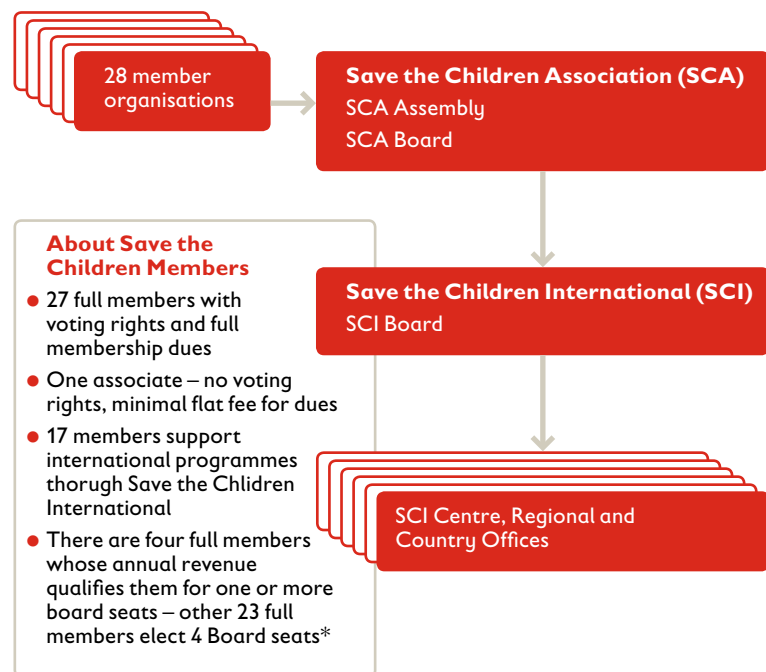 28 member
organisations
Save the Children Association (SCA)
SCA Assembly
SCA Board
About Save the
Children Members
● 27 full members with
voting rights and full
membership dues
● One associate – no voting
rights, minimal flat fee for dues
● 17 members support
international programmes
thorugh Save the Chlidren
International
● There are four full members
whose annual revenue
qualifies them for one or more
board seats – other 23 full
members elect 4 Board seats*
Save the Children International (SCI)
SCI Board
SCI Centre, Regional and
Country Offices